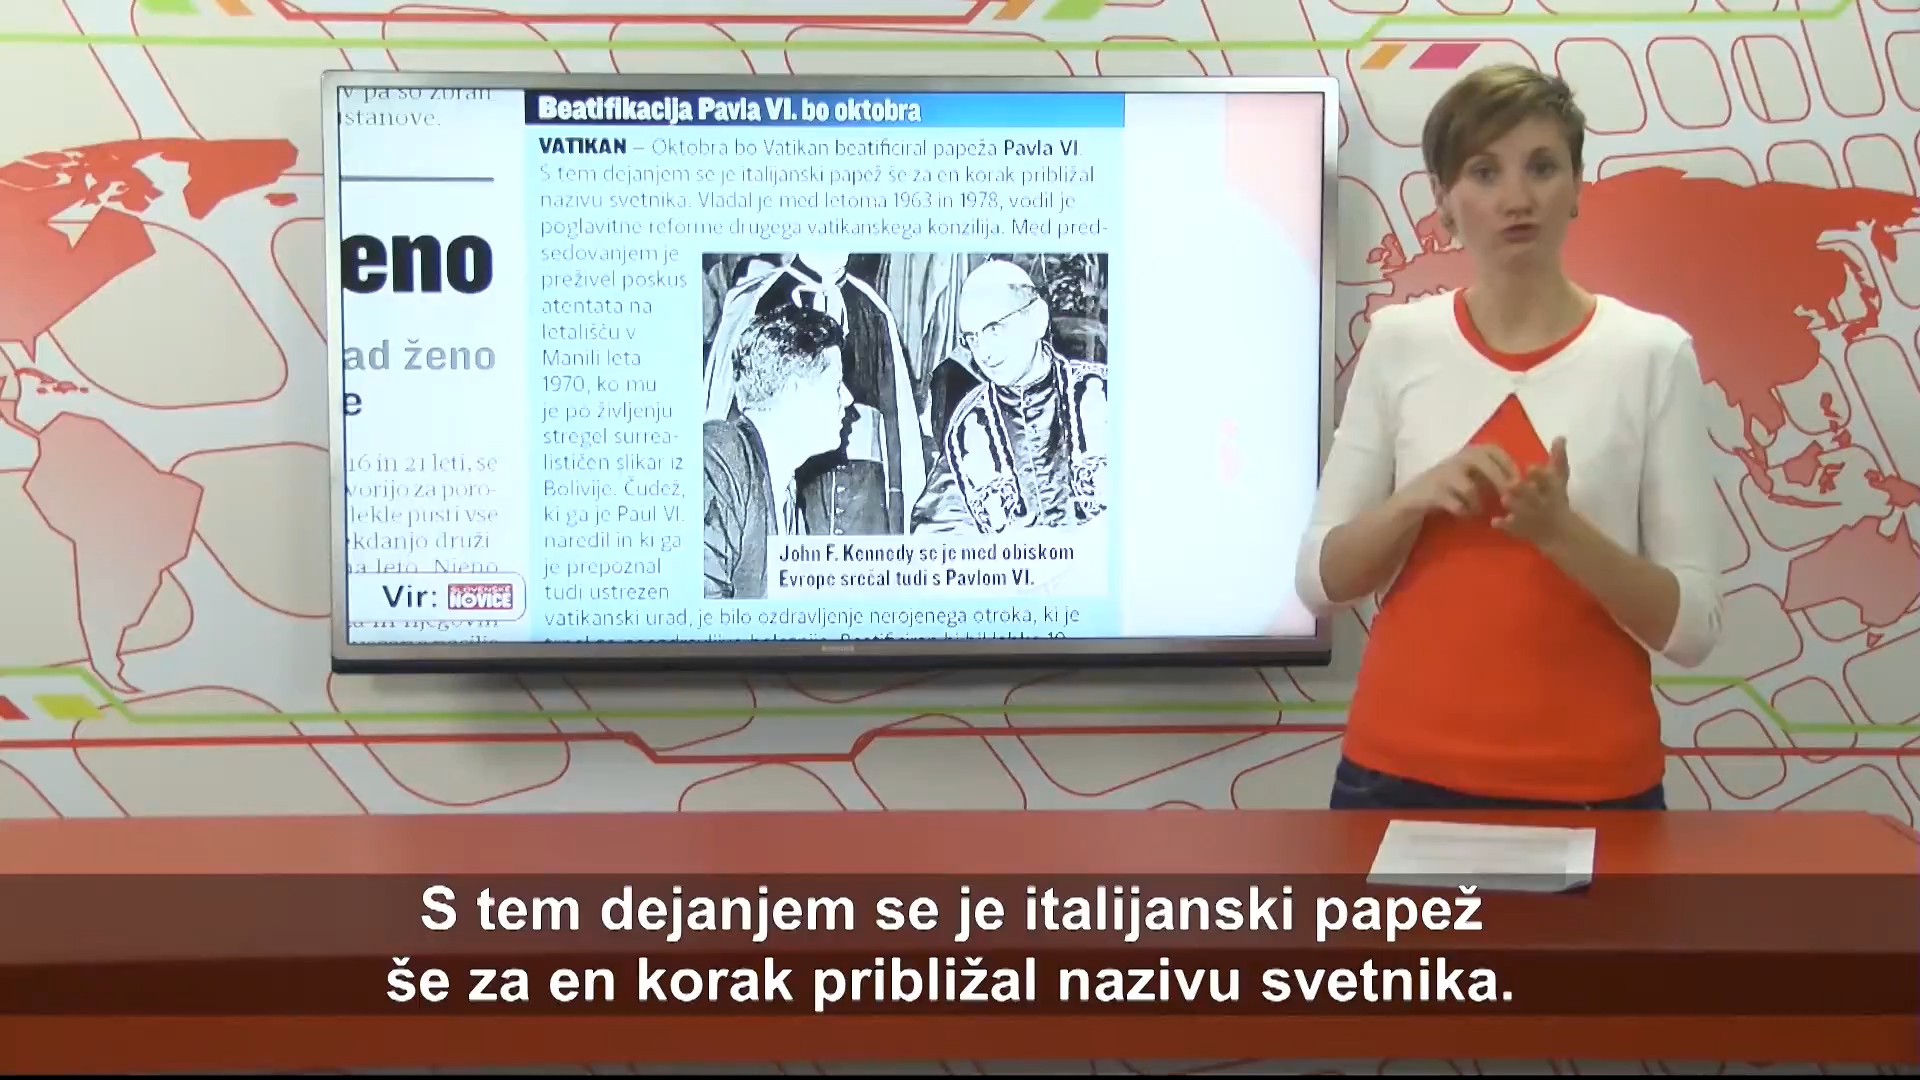 v pa so zbran
stanove.
eno
ad ženo
e
16 in 21 leti, se
vorijo za poro-
lekle pusti vse
kdanjo druži
na leto. Njeno
Vir: SLOVENSKE NOVICE
Beatifikacija Pavla VI. bo oktobra
VATIKAN – Oktobra bo Vatikan beatificiral papeža Pavla VI.
S tem dejanjem se je italijanski papež še za en korak približal
nazivu svetnika. Vladal je med letoma 1963 in 1978, vodil je
poglavitne reforme drugega vatikanskega konzilija. Med pred-
sedovanjem je
preživel poskus
atentata na
letališču v
Manili leta
1970, ko mu
je po življenju
stregel surrea-
lističen slikar iz
Bolivije. Čudež,
ki ga je Paul VI.
naredil in ki ga
je prepoznal
tudi ustrezen
vatikanski urad, je bilo ozdravljenje nerojenega otroka, ki je
John F. Kennedy se je med obiskom
Evrope srečal tudi s Pavlom VI.
S tem dejanjem se je italijanski papež
še za en korak približal nazivu svetnika.